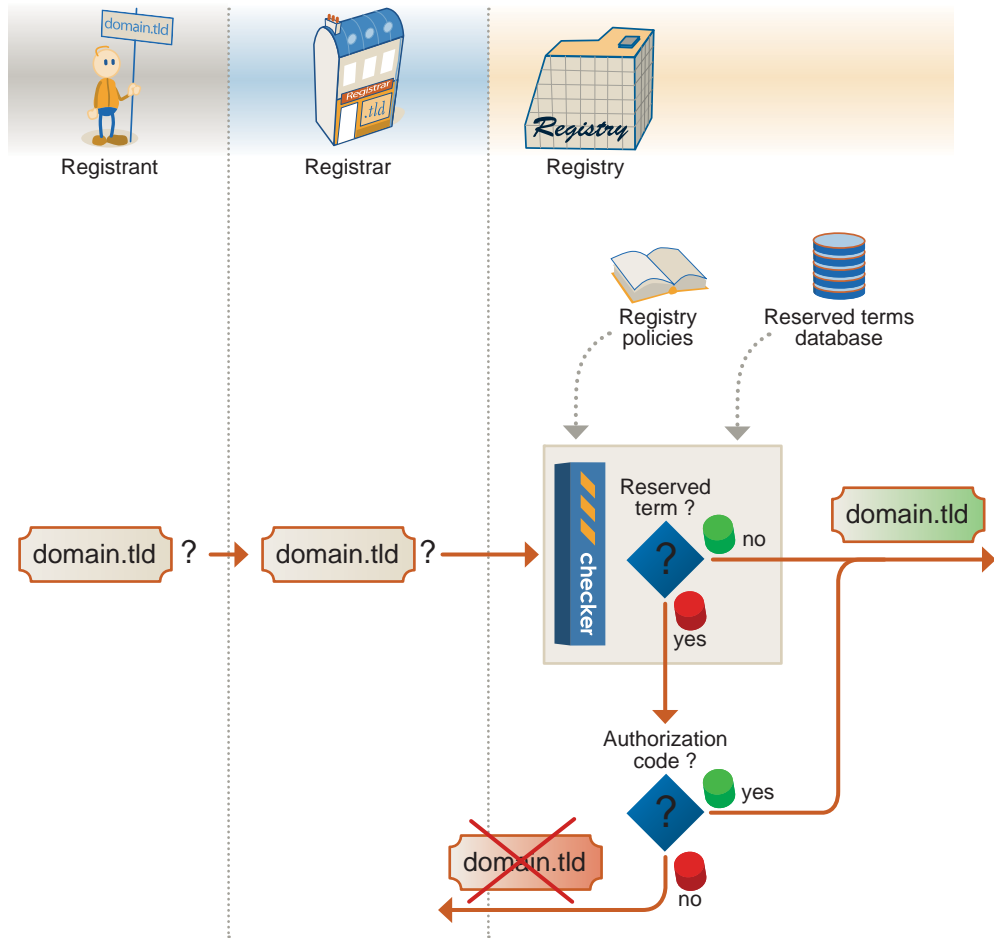 domain.tld
Registrar
.tld
Registry
Registrant
Registrar
Registry
Registry
policies
Reserved terms
database
Reserved
term ?
domain.tld
domain.tld ?
domain.tld ?
checker
?
no
yes
Authorization
code ?
?
yes
domain.tld
no